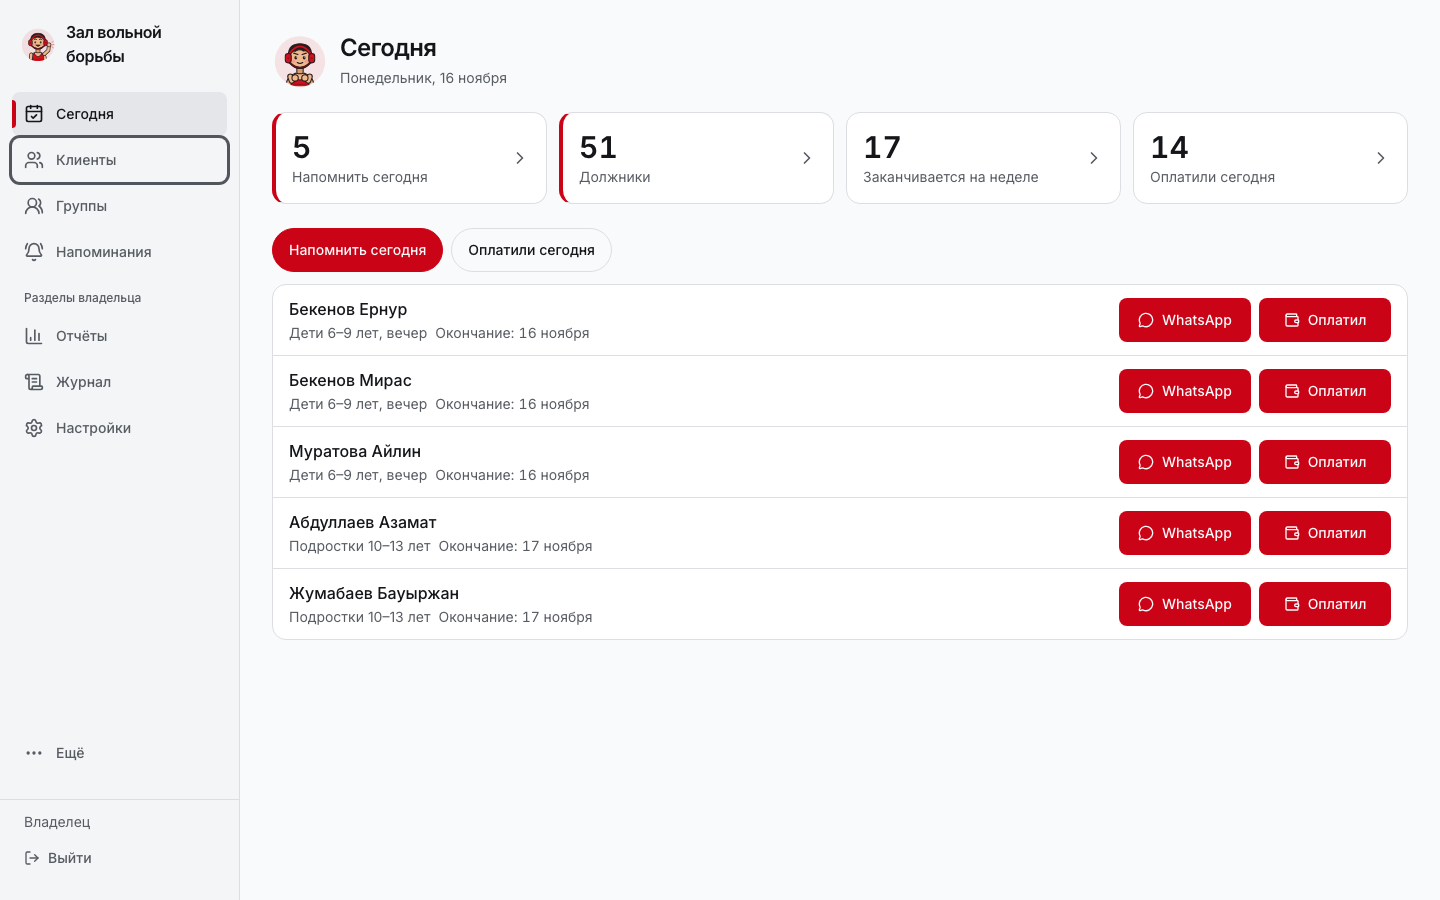 Зал вольной
борьбы
Сегодня
Клиенты
Группы
Напоминания
Разделы владельца
Отчёты
Журнал
Настройки
Ещё
Владелец
Выйти
Сегодня
Понедельник, 16 ноября
5
Напомнить сегодня
51
Должники
17
Заканчивается на неделе
14
Оплатили сегодня
Напомнить сегодня
Оплатили сегодня
Бекенов Ернур
Дети 6–9 лет, вечер Окончание: 16 ноября
WhatsApp
Оплатил
Бекенов Мирас
Дети 6–9 лет, вечер Окончание: 16 ноября
WhatsApp
Оплатил
Муратова Айлин
Дети 6–9 лет, вечер Окончание: 16 ноября
WhatsApp
Оплатил
Абдуллаев Азамат
Подростки 10–13 лет Окончание: 17 ноября
WhatsApp
Оплатил
Жумабаев Бауыржан
Подростки 10–13 лет Окончание: 17 ноября
WhatsApp
Оплатил